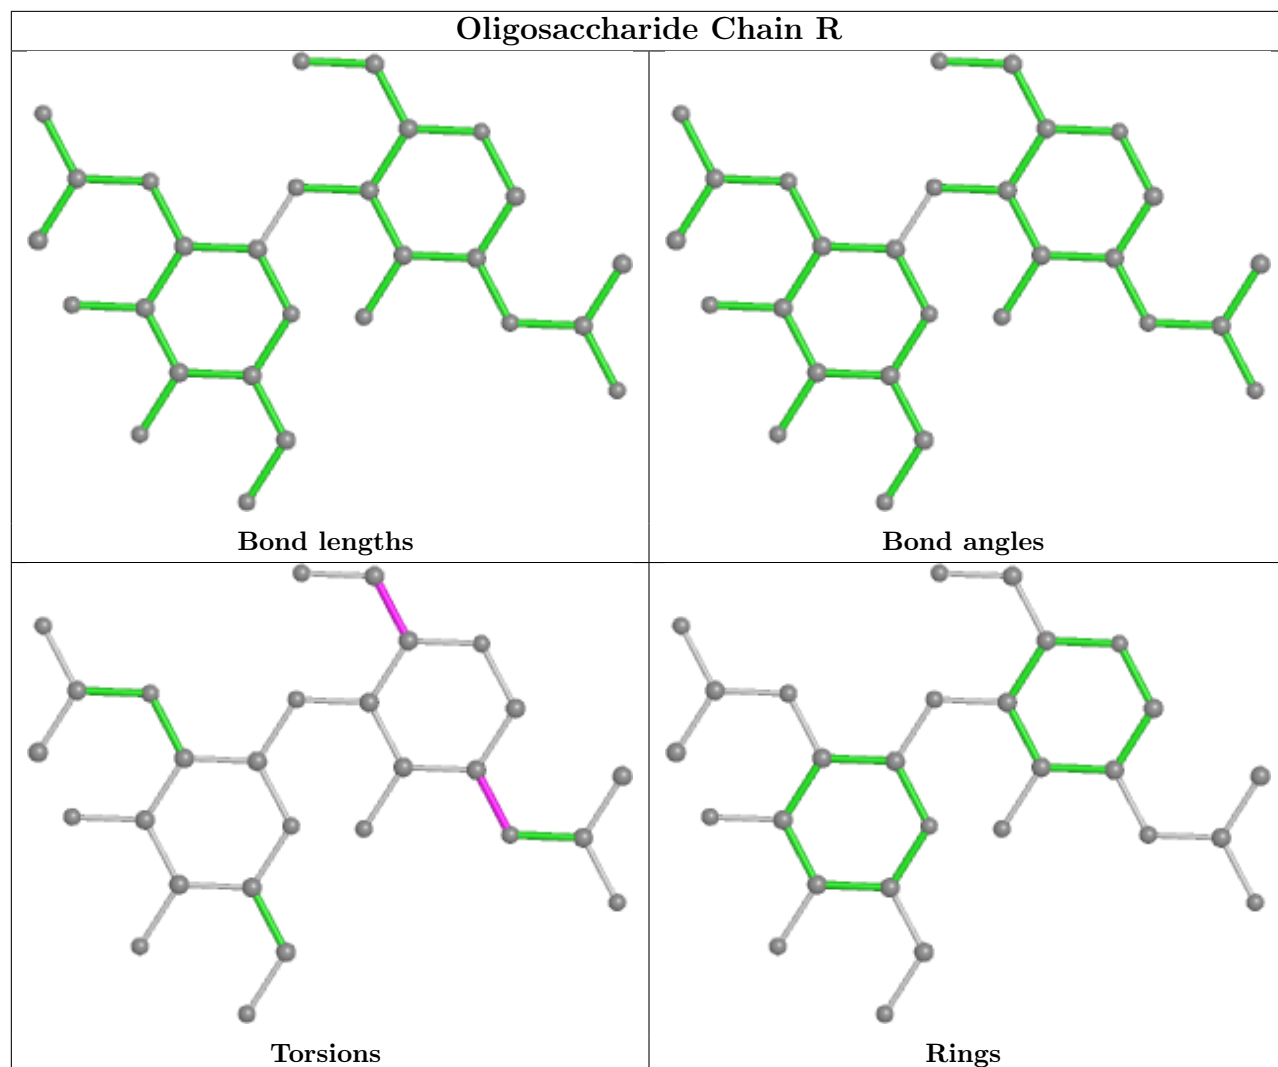 Oligosaccharide Chain R
Bond lengths
Bond angles
Torsions
Rings